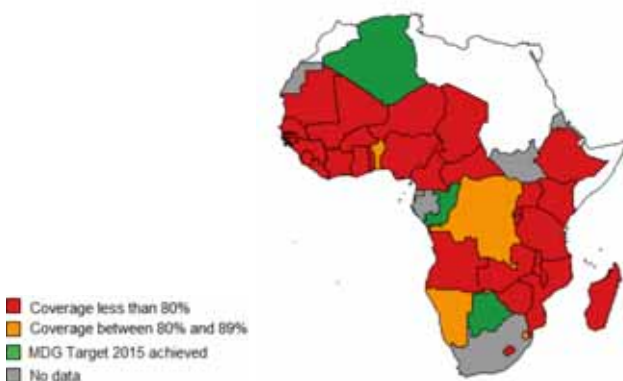 Coverage less than 80%
Coverage between 80% and 89%
MDG Target 2015 achieved
No data